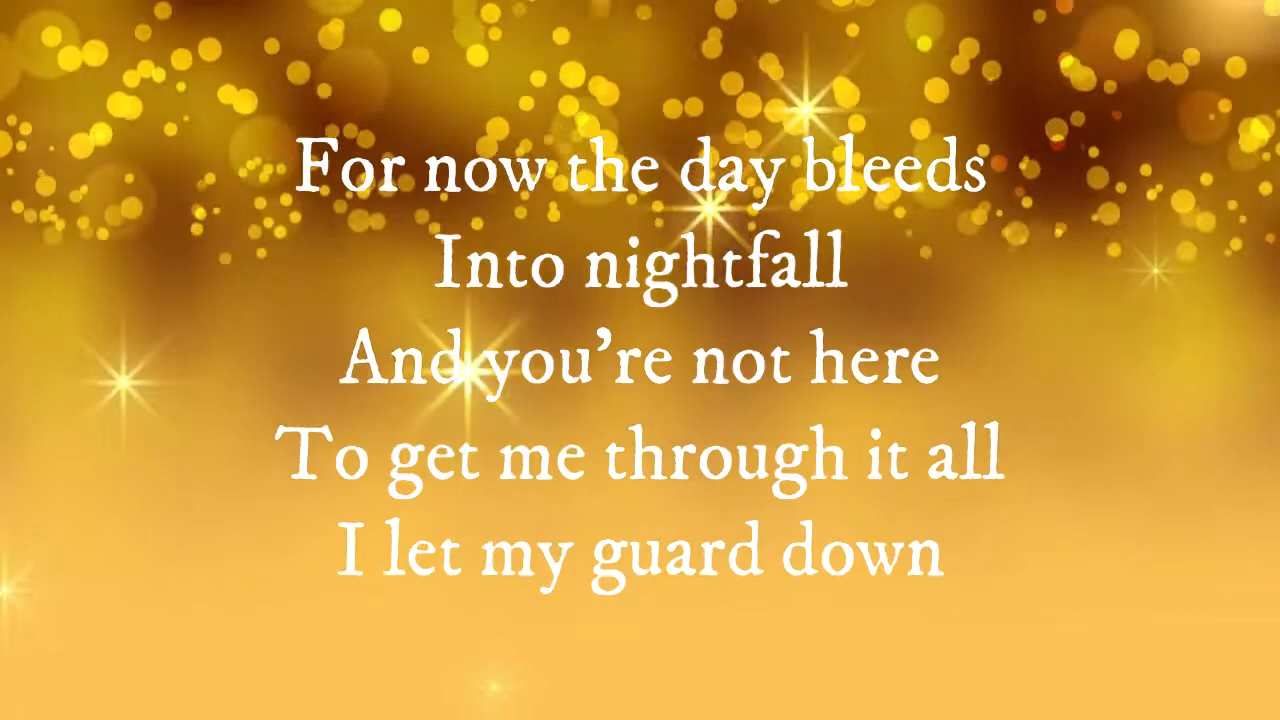 For now the day bleeds
Into nightfall
And you’re not here
To get me through it all
I let my guard down